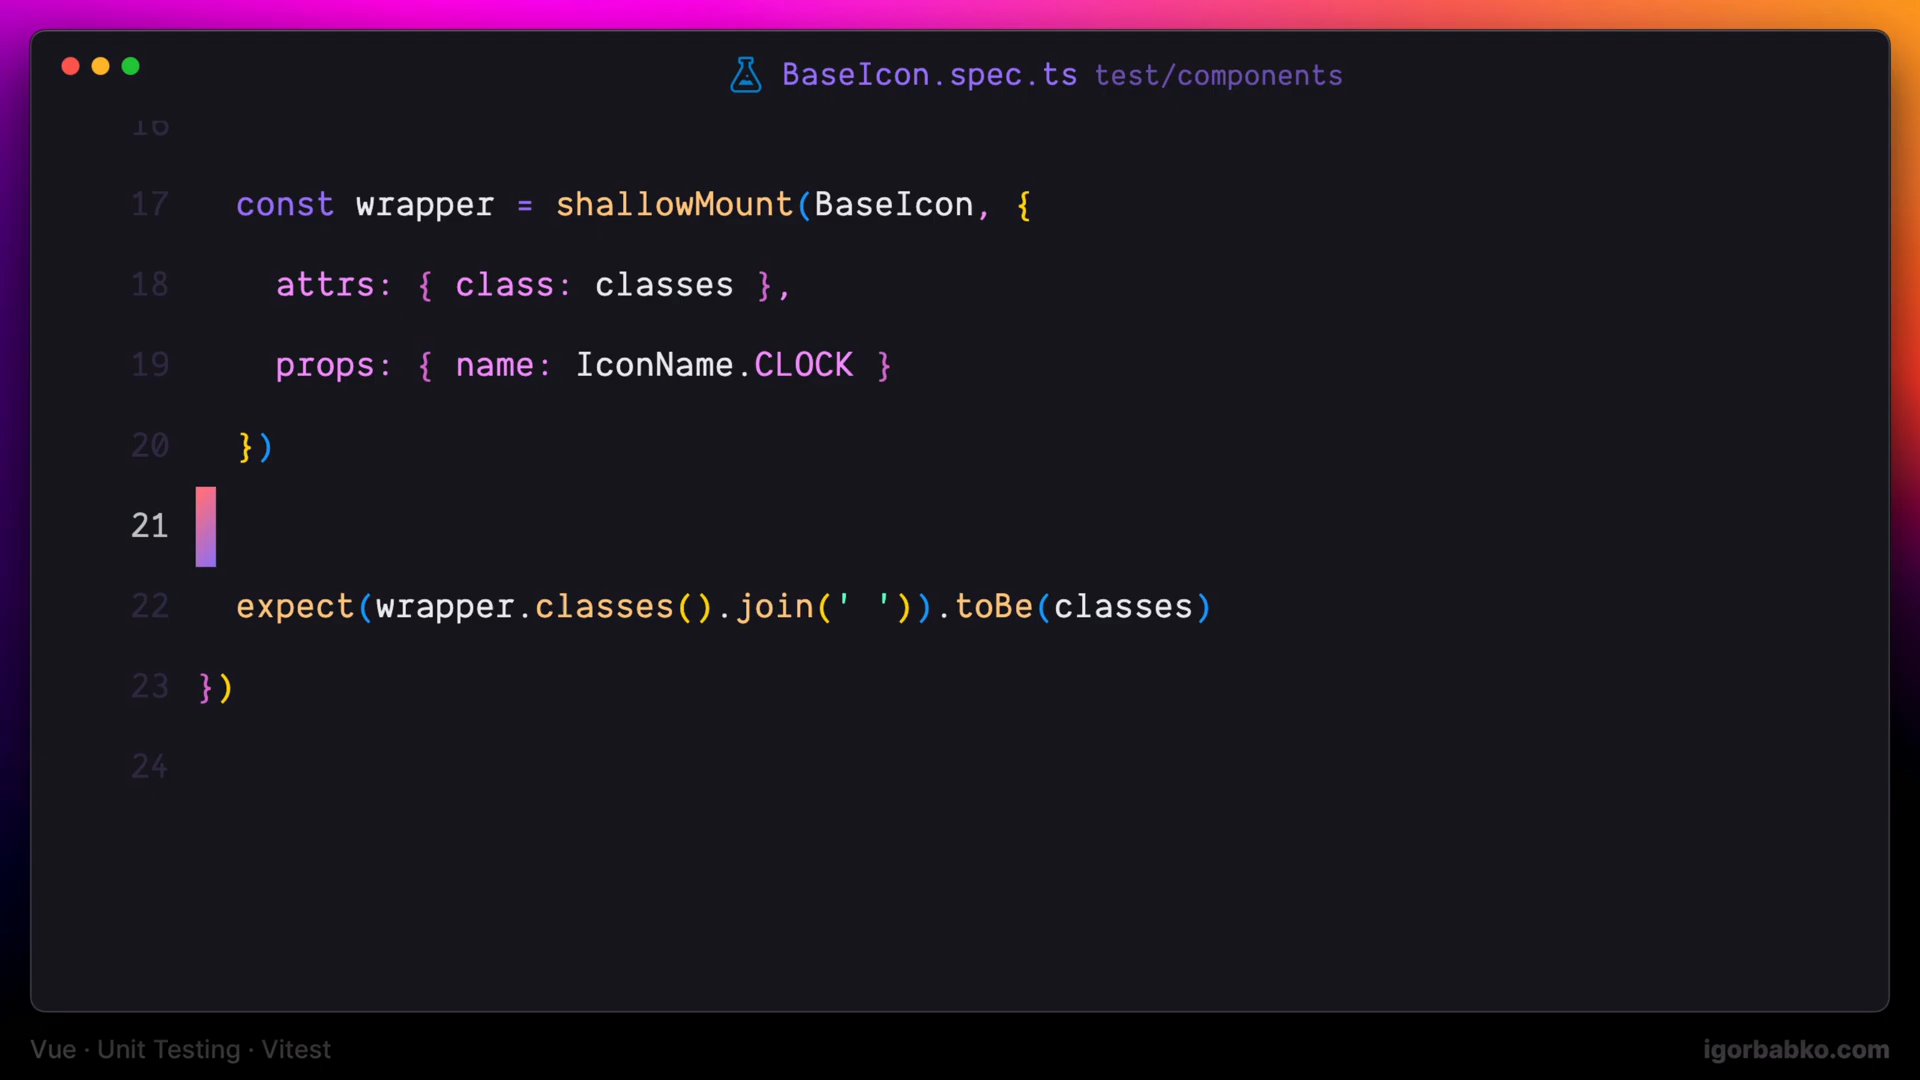 BaseIcon.spec.ts test/components
16
17 const wrapper = shallowMount(BaseIcon, {
18 attrs: { class: classes },
19 props: { name: IconName.CLOCK }
20 })
21
22 expect(wrapper.classes().join(' ')).toBe(classes)
23 })
24
Vue · Unit Testing · Vitest
igorbabko.com